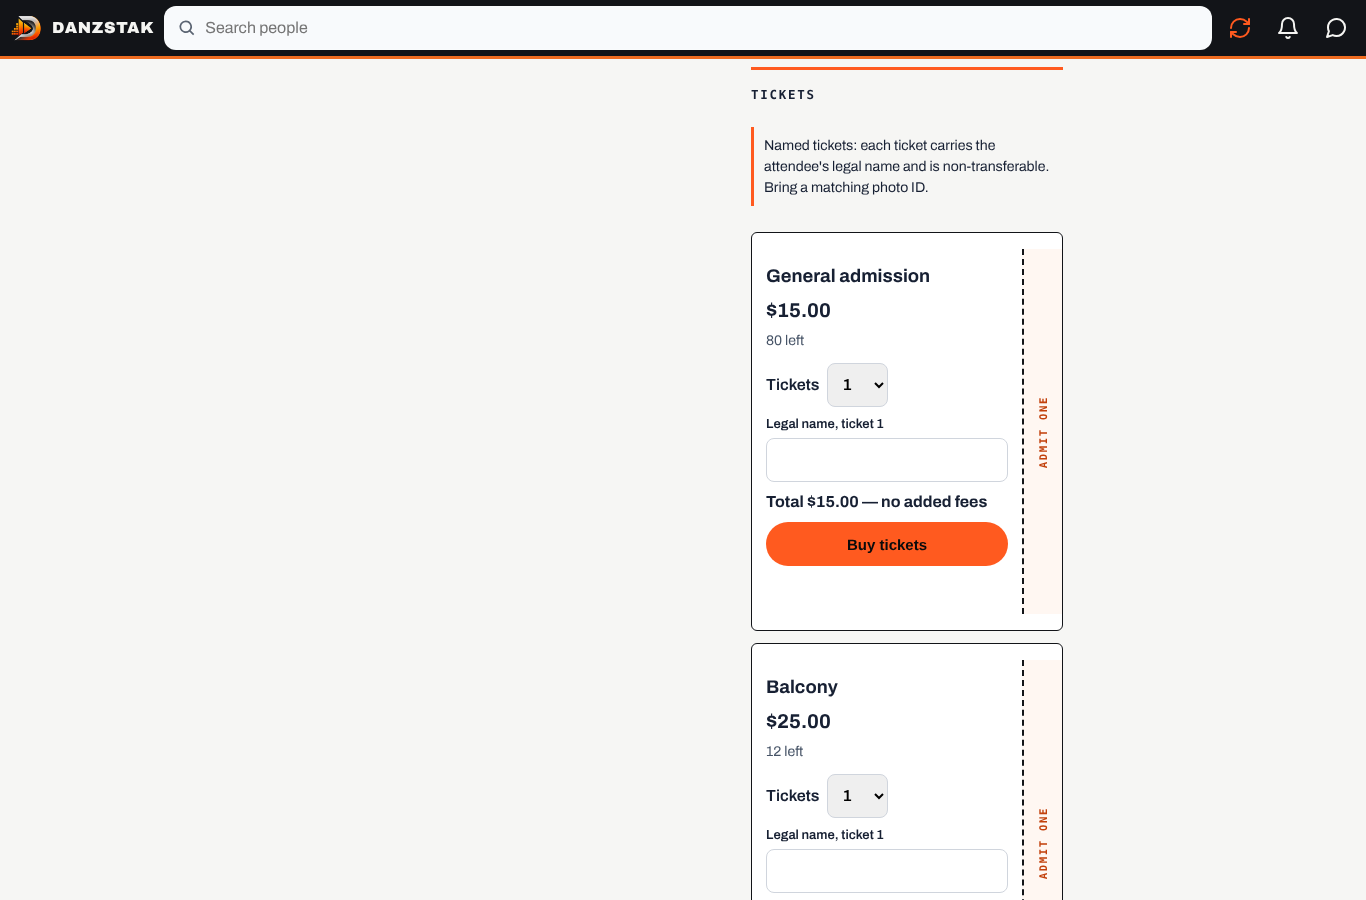 DANZSTAK
Search people
TICKETS
Named tickets: each ticket carries the
attendee's legal name and is non-transferable.
Bring a matching photo ID.
General admission
$15.00
80 left
Tickets 1
Legal name, ticket 1
Total $15.00 — no added fees
Buy tickets
ADMIT ONE
Balcony
$25.00
12 left
Tickets 1
Legal name, ticket 1
ADMIT ONE